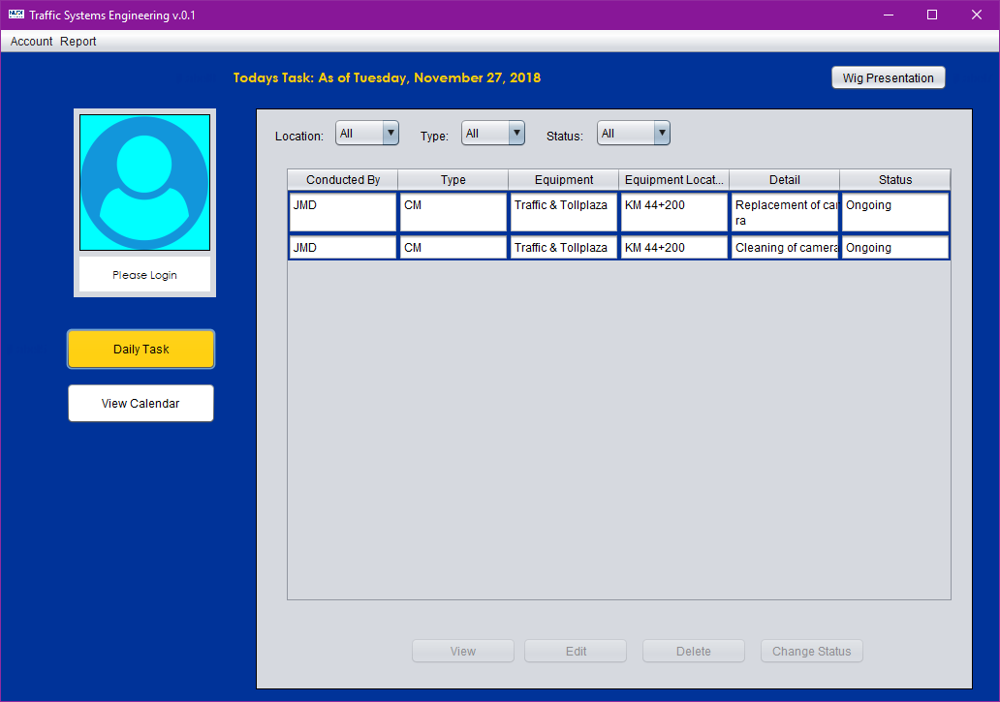 Traffic Systems Engineering v.0.1
Account Report
Todays Task: As of Tuesday, November 27, 2018
Wig Presentation
Please Login
Daily Task
View Calendar
Location: All Type: All Status: All
Conducted By Type Equipment Equipment Locat... Detail Status
JMD CM Traffic & Tollplaza KM 44+200 Replacement of car Ongoing
ra
JMD CM Traffic & Tollplaza KM 44+200 Cleaning of camera Ongoing
View Edit Delete Change Status